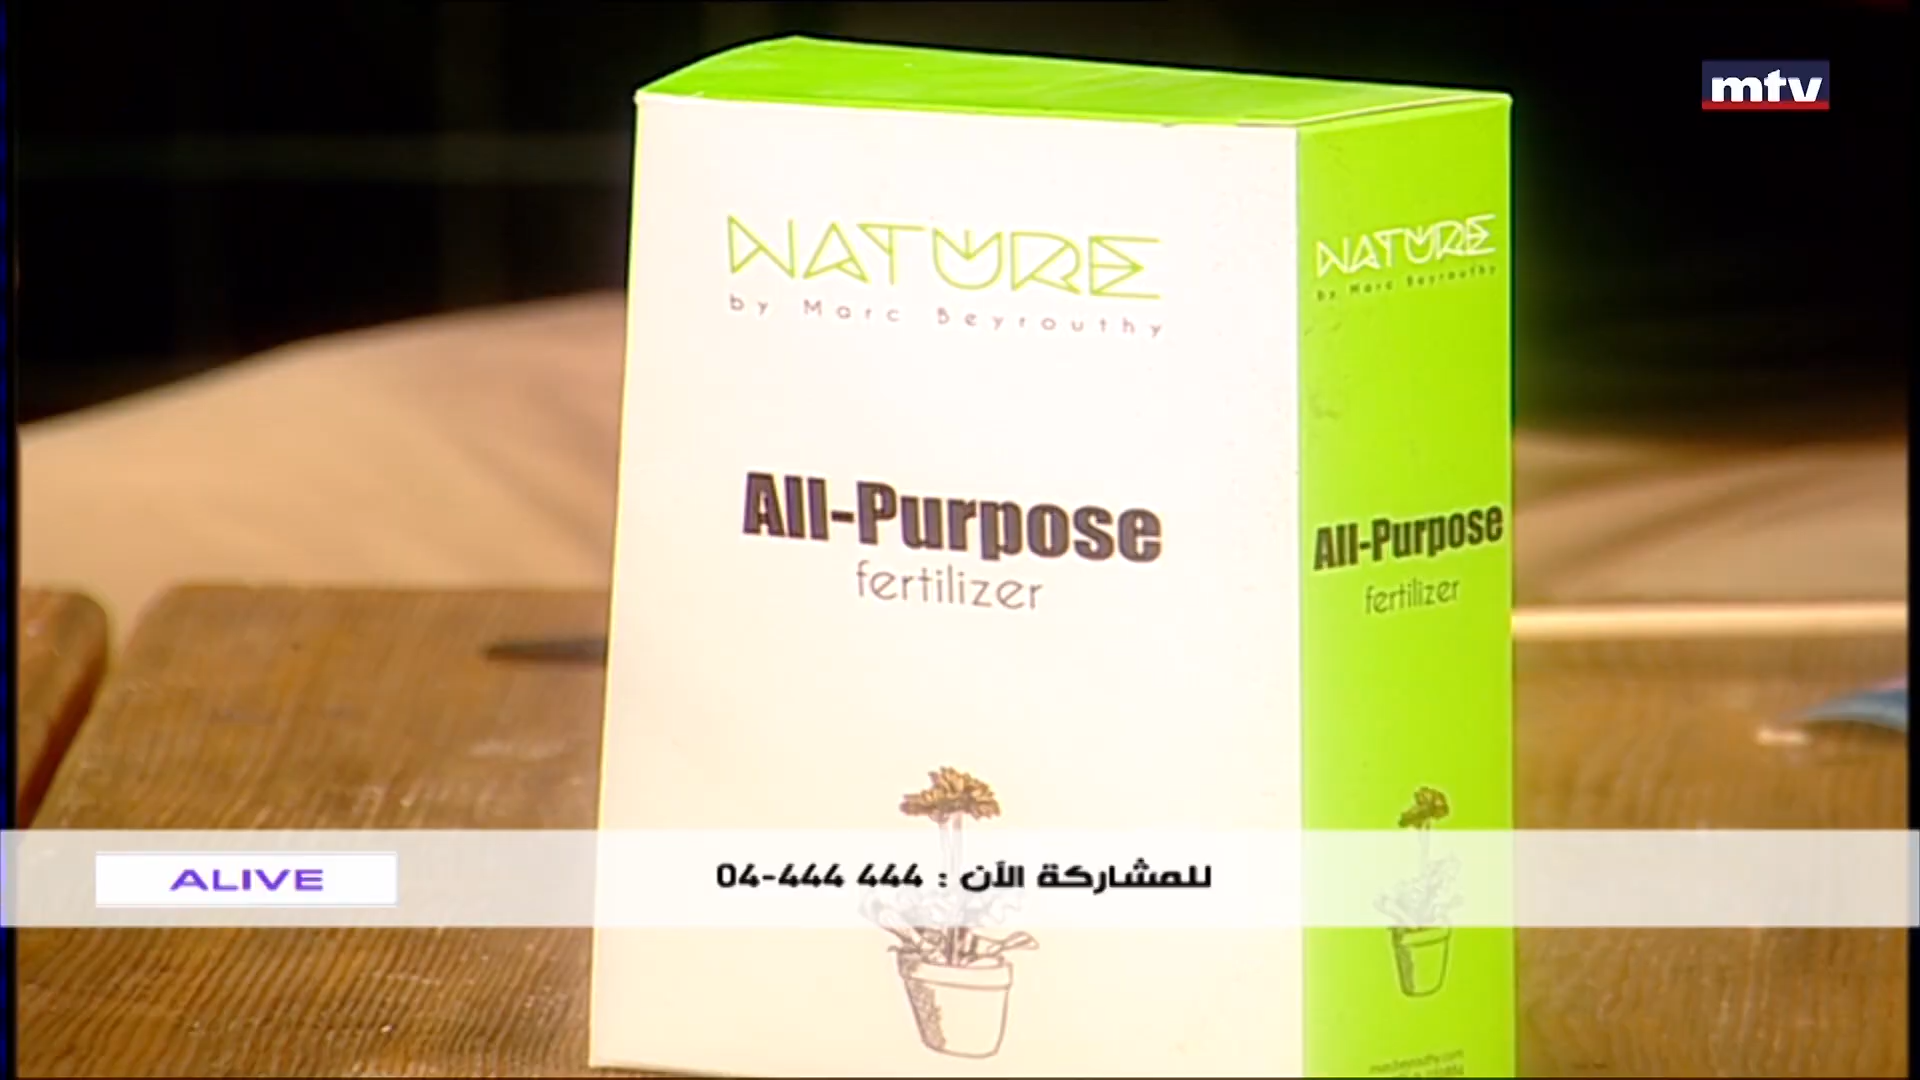 mtv
NATURE
by Marc Beyrouthy
NATURE
by Marc Beyrouthy
All-Purpose
fertilizer
All-Purpose
fertilizer
ALIVE
للمشاركة الآن : 444 444-04